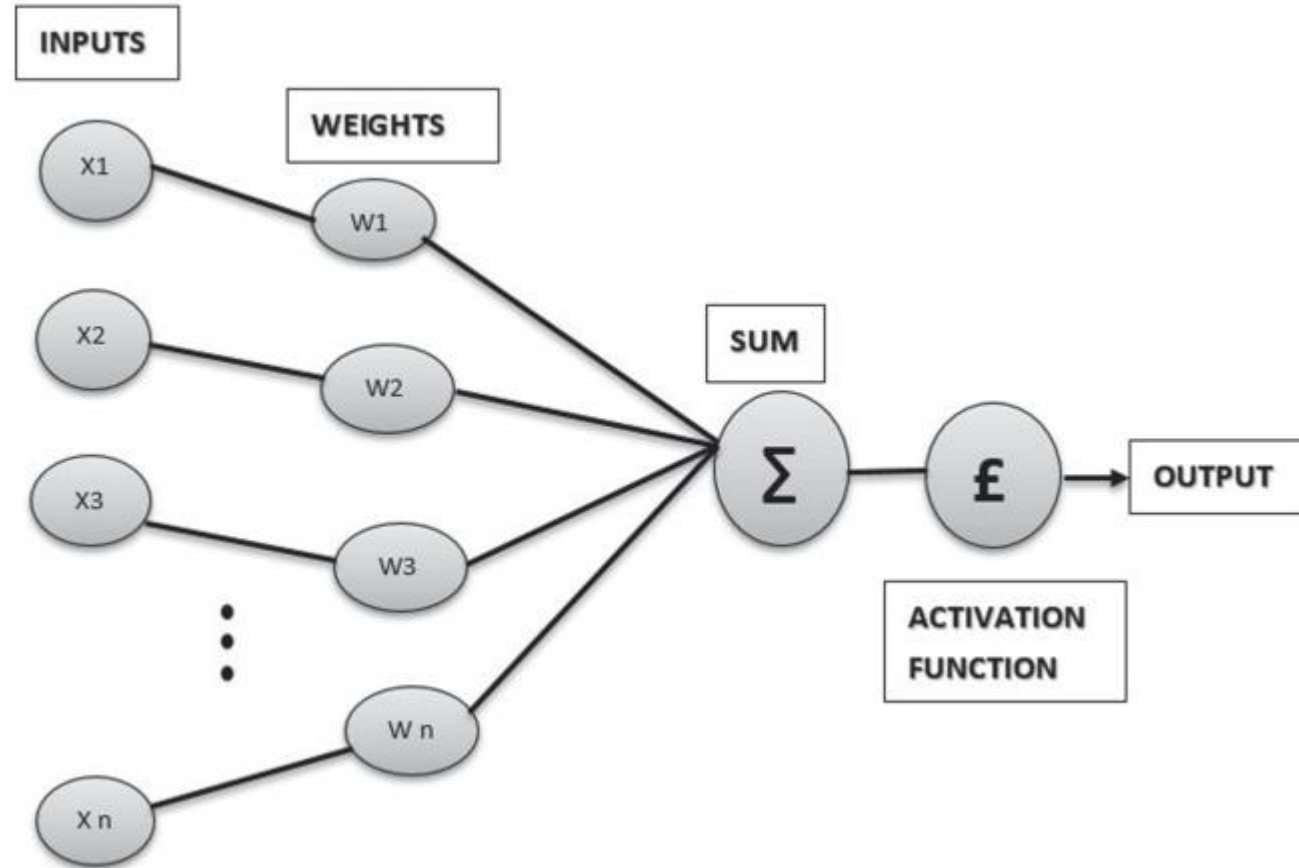 INPUTS
WEIGHTS
X1
W1
X2
W2
SUM
X3
W3
Σ
£
OUTPUT
ACTIVATION
FUNCTION
W n
X n